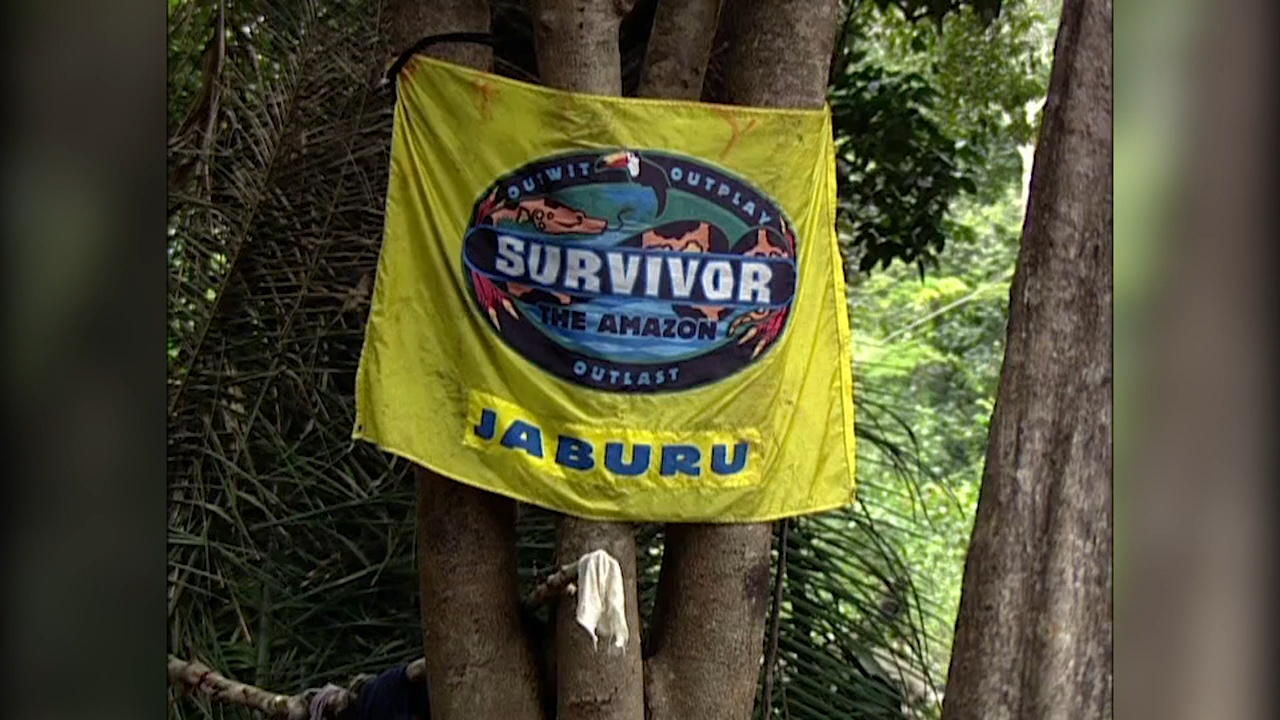 OUTWIT OUTPLAY
SURVIVOR
THE AMAZON
OUTLAST
JABURU